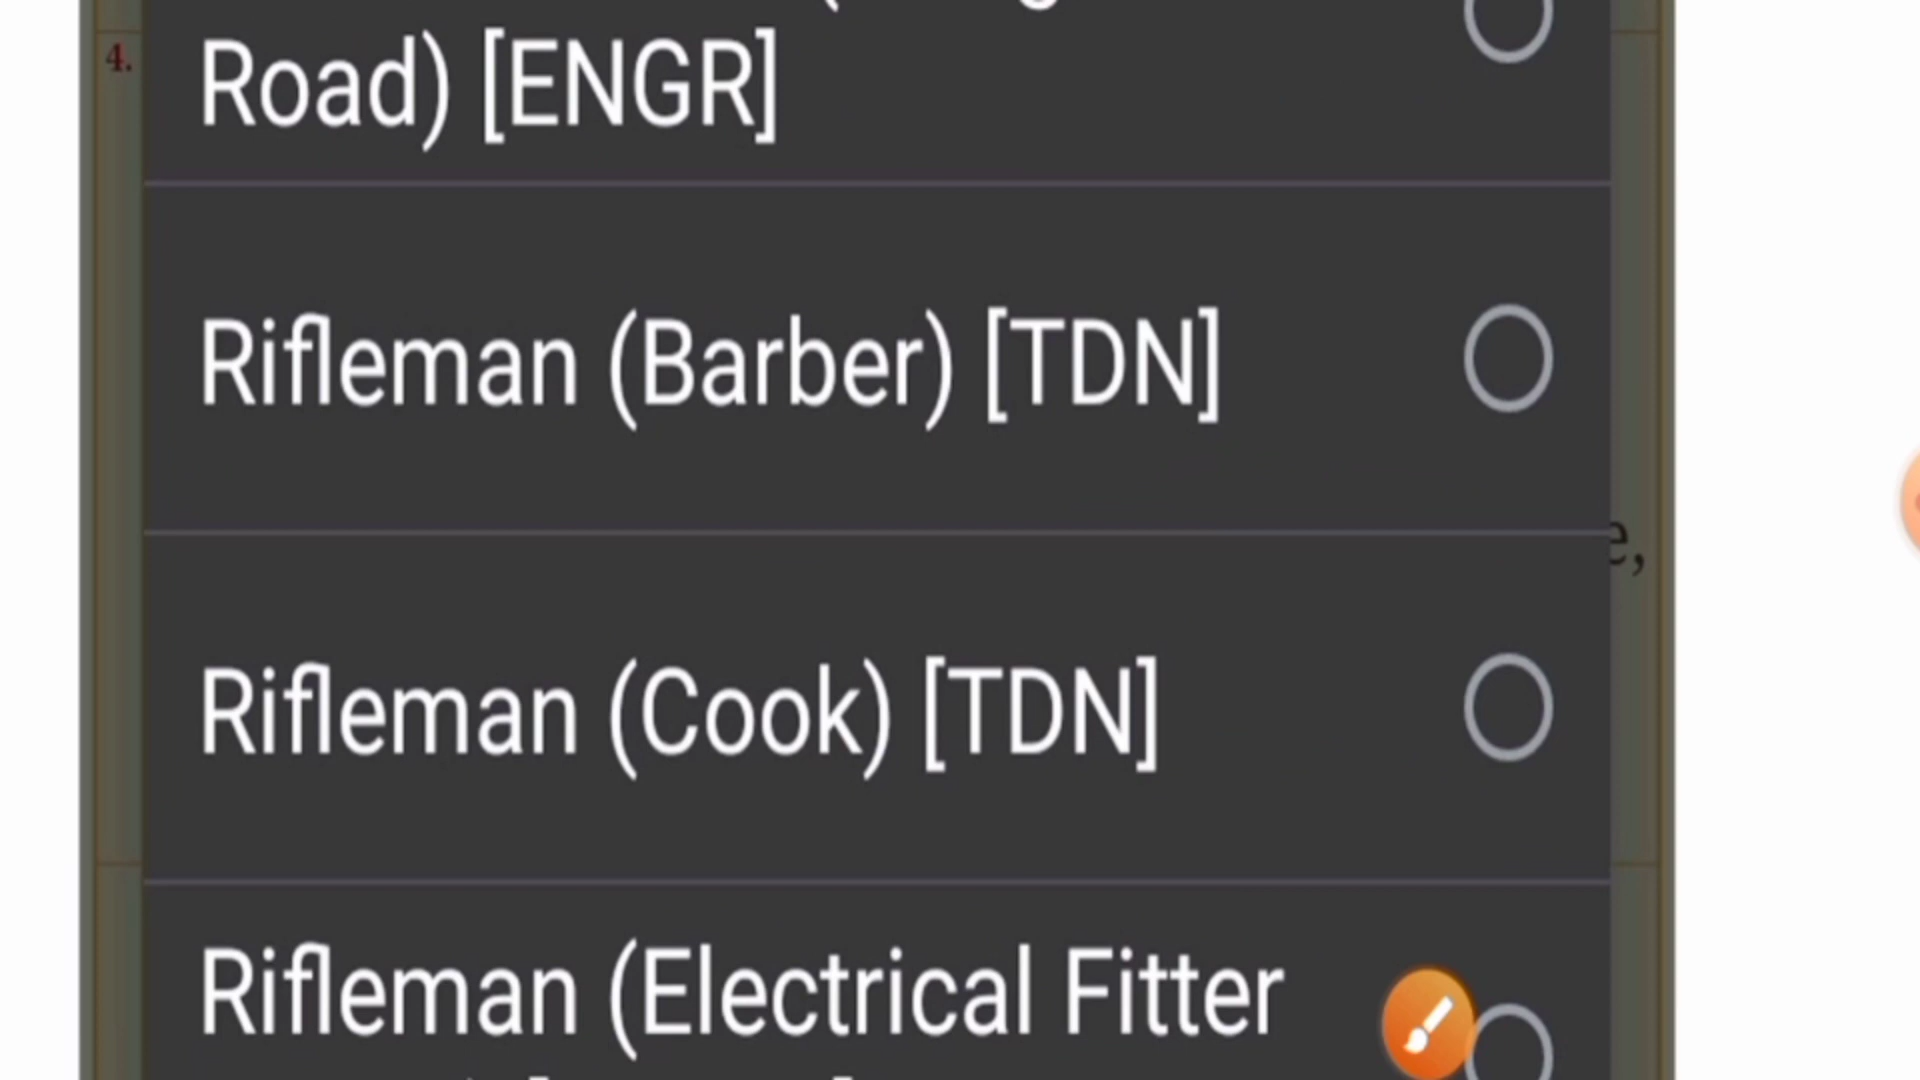 4.
Road) [ENGR]
Rifleman (Barber) [TDN]
e,
Rifleman (Cook) [TDN]
Rifleman (Electrical Fitter